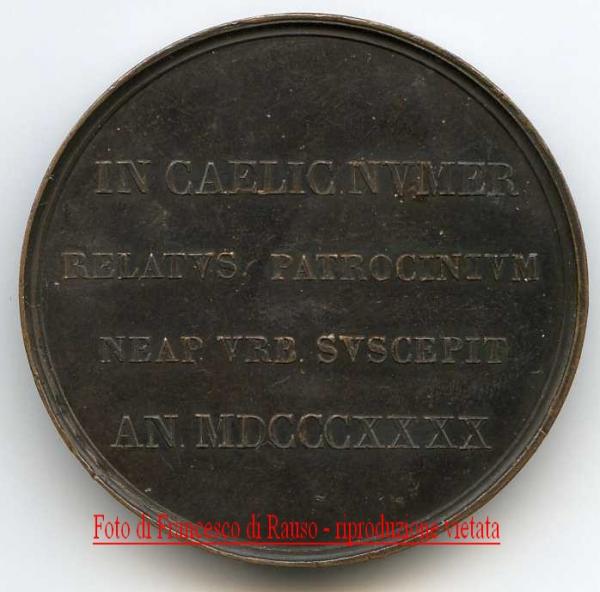 IN CAELIC NVMER
RELATVS PATROCINIVM
NEAP VRB SVSCEPIT
AN. MDCCCXXXX
Foto di Francesco di Rauso - riproduzione vietata